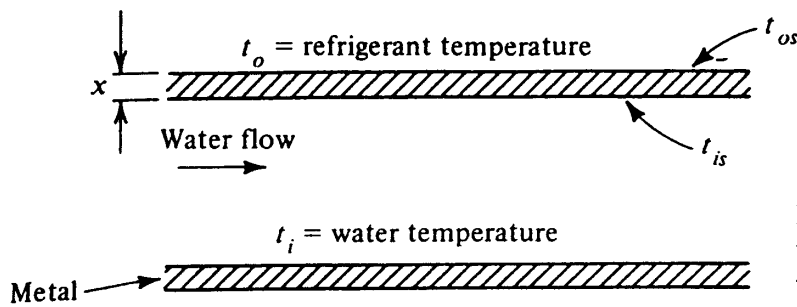 t_o = refrigerant temperature
t_os
x
Water flow
t_is
t_i = water temperature
Metal